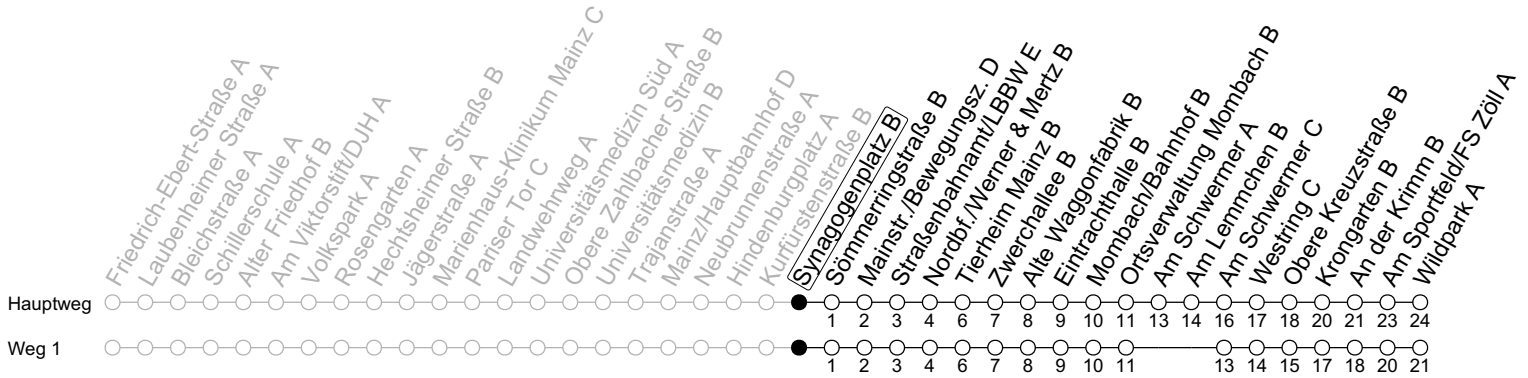 Friedrich-Ebert-Straße A
Laubenheimer Straße A
Bleichstraße A
Schillerschule A
Alter Friedhof B
Am Viktorstift/DJH A
Volkspark A
Rosengarten A
Hechtsheimer Straße B
Jägerstraße A
Marienhaus-Klinikum Mainz C
Pariser Tor C
Landwehrweg A
Universitätsmedizin Süd A
Obere Zahlbacher Straße B
Universitätsmedizin B
Trajanstraße A
Mainz/Hauptbahnhof D
Neubrunnenstraße A
Hindenburgplatz A
Kurfürstenstraße B
Synagogenplatz B
Sömmerringstraße B
Mainstr./Bewegungsz. D
Straßenbahnamt/LBBW E
Nordbf./Werner & Mertz B
Tierheim Mainz B
Zwerchallee B
Alte Waggonfabrik B
Eintrachthalle B
Mombach/Bahnhof B
Ortsverwaltung Mombach B
Am Schwermer A
Am Lemmchen B
Am Schwermer C
Westring C
Obere Kreuzstraße B
Krongarten B
An der Krimm B
Am Sportfeld/FS Zöll A
Wildpark A
Hauptweg
1 2 3 4 6 7 8 9 10 11 13 14 16 17 18 20 21 23 24
Weg 1
1 2 3 4 6 7 8 9 10 11 13 14 15 17 18 20 21